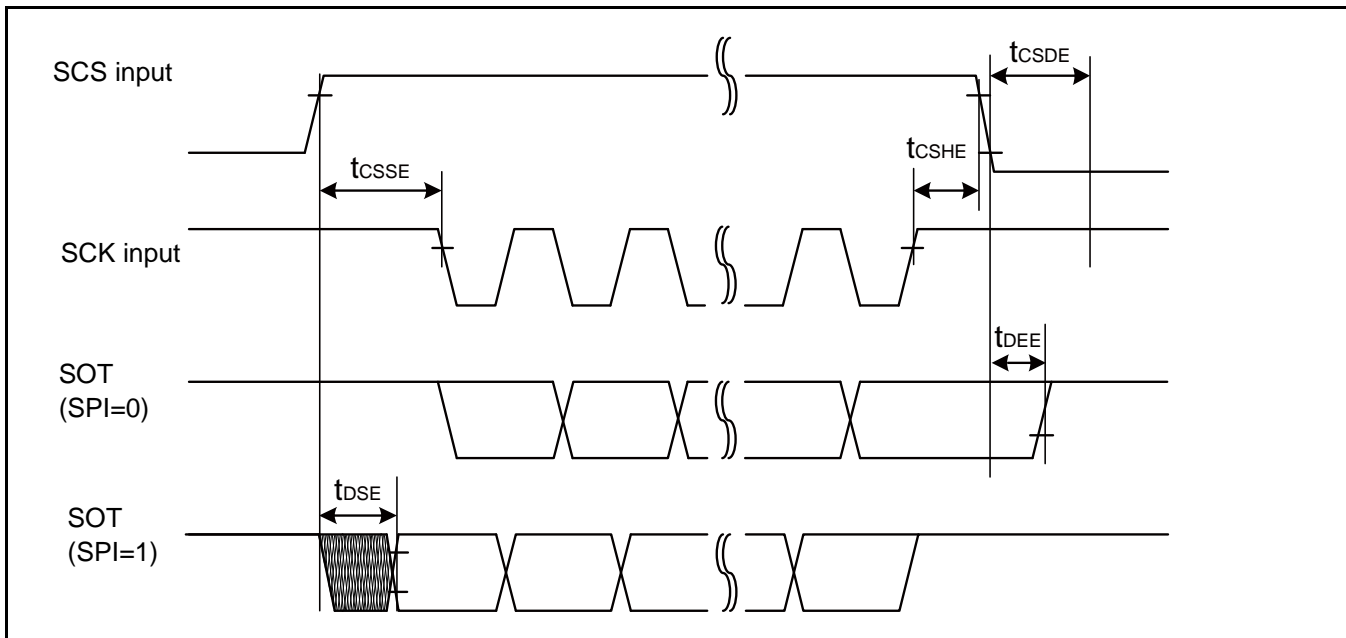 SCS input
tCSDE
tCSHE
tCSSE
SCK input
tDEE
SOT
(SPI=0)
tDSE
SOT
(SPI=1)